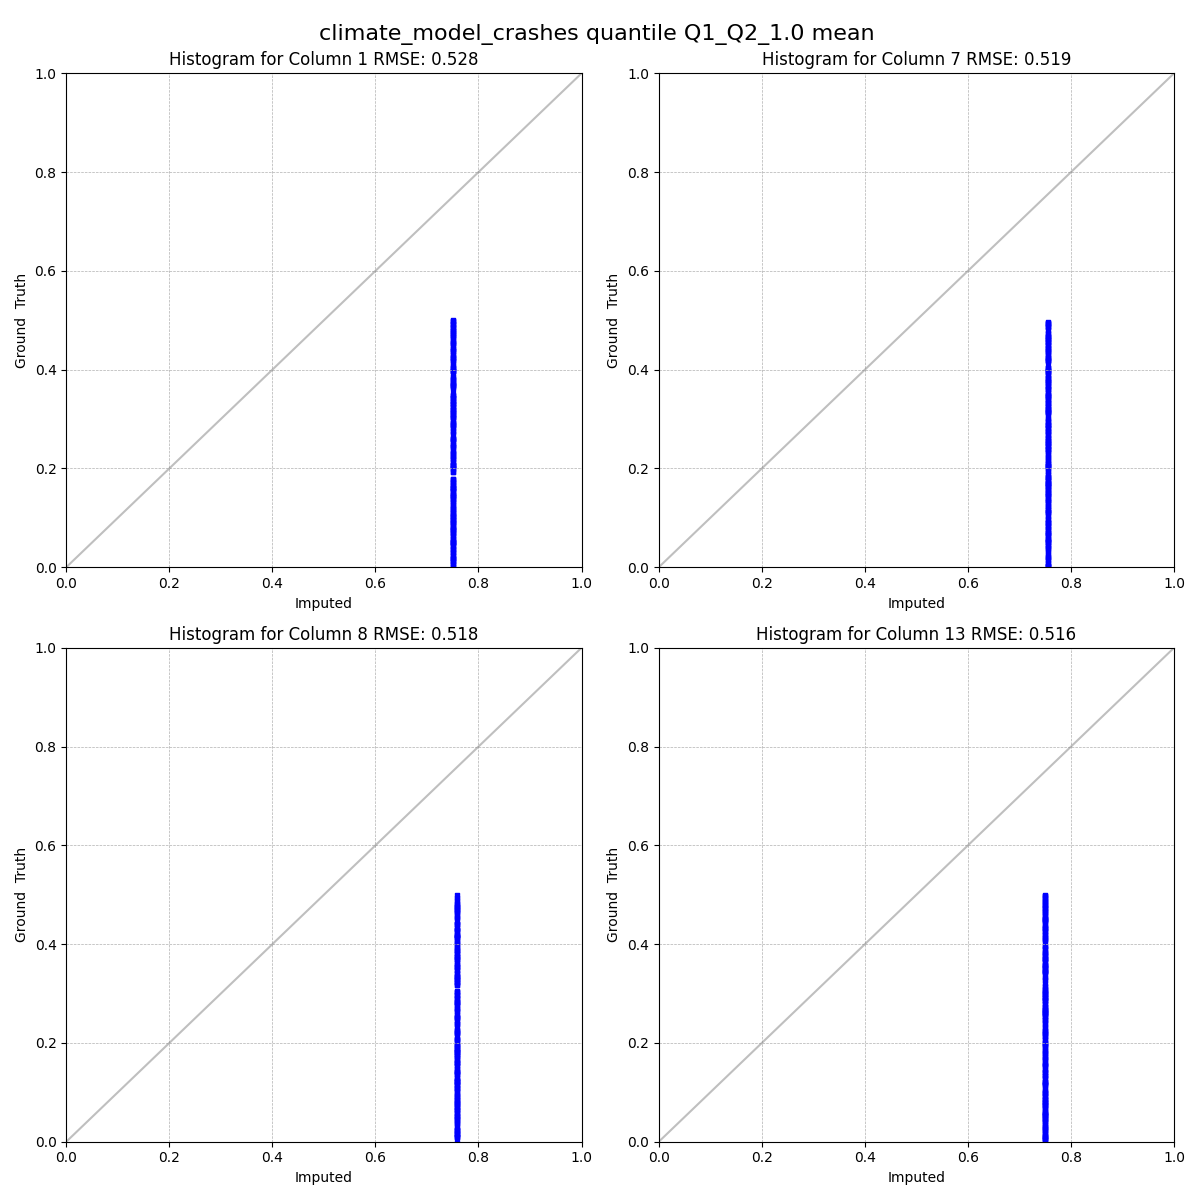 climate_model_crashes quantile Q1_Q2_1.0 mean
Histogram for Column 1 RMSE: 0.528
1.0
0.8
0.6
0.4
0.2
0.0
Ground Truth
0.0 0.2 0.4 0.6 0.8 1.0
Imputed
Histogram for Column 7 RMSE: 0.519
1.0
0.8
0.6
0.4
0.2
0.0
Ground Truth
0.0 0.2 0.4 0.6 0.8 1.0
Imputed
Histogram for Column 8 RMSE: 0.518
1.0
0.8
0.6
0.4
0.2
0.0
Ground Truth
0.0 0.2 0.4 0.6 0.8 1.0
Imputed
Histogram for Column 13 RMSE: 0.516
1.0
0.8
0.6
0.4
0.2
0.0
Ground Truth
0.0 0.2 0.4 0.6 0.8 1.0
Imputed